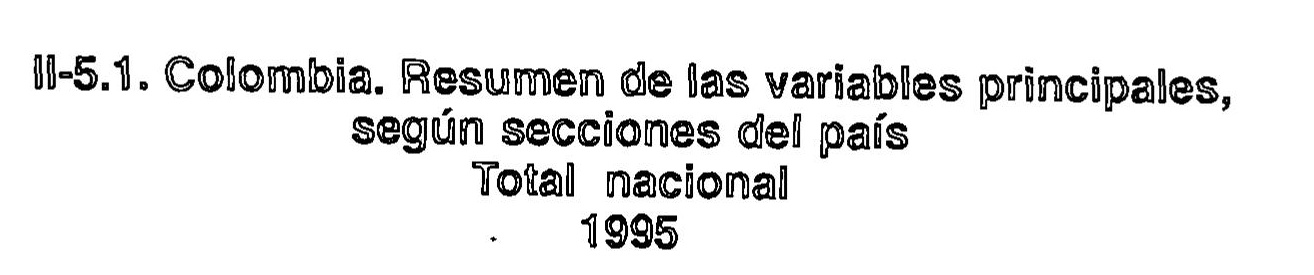 II-5.1. Colombia. Resumen de las variables principales,
según secciones del país
Total nacional
1995